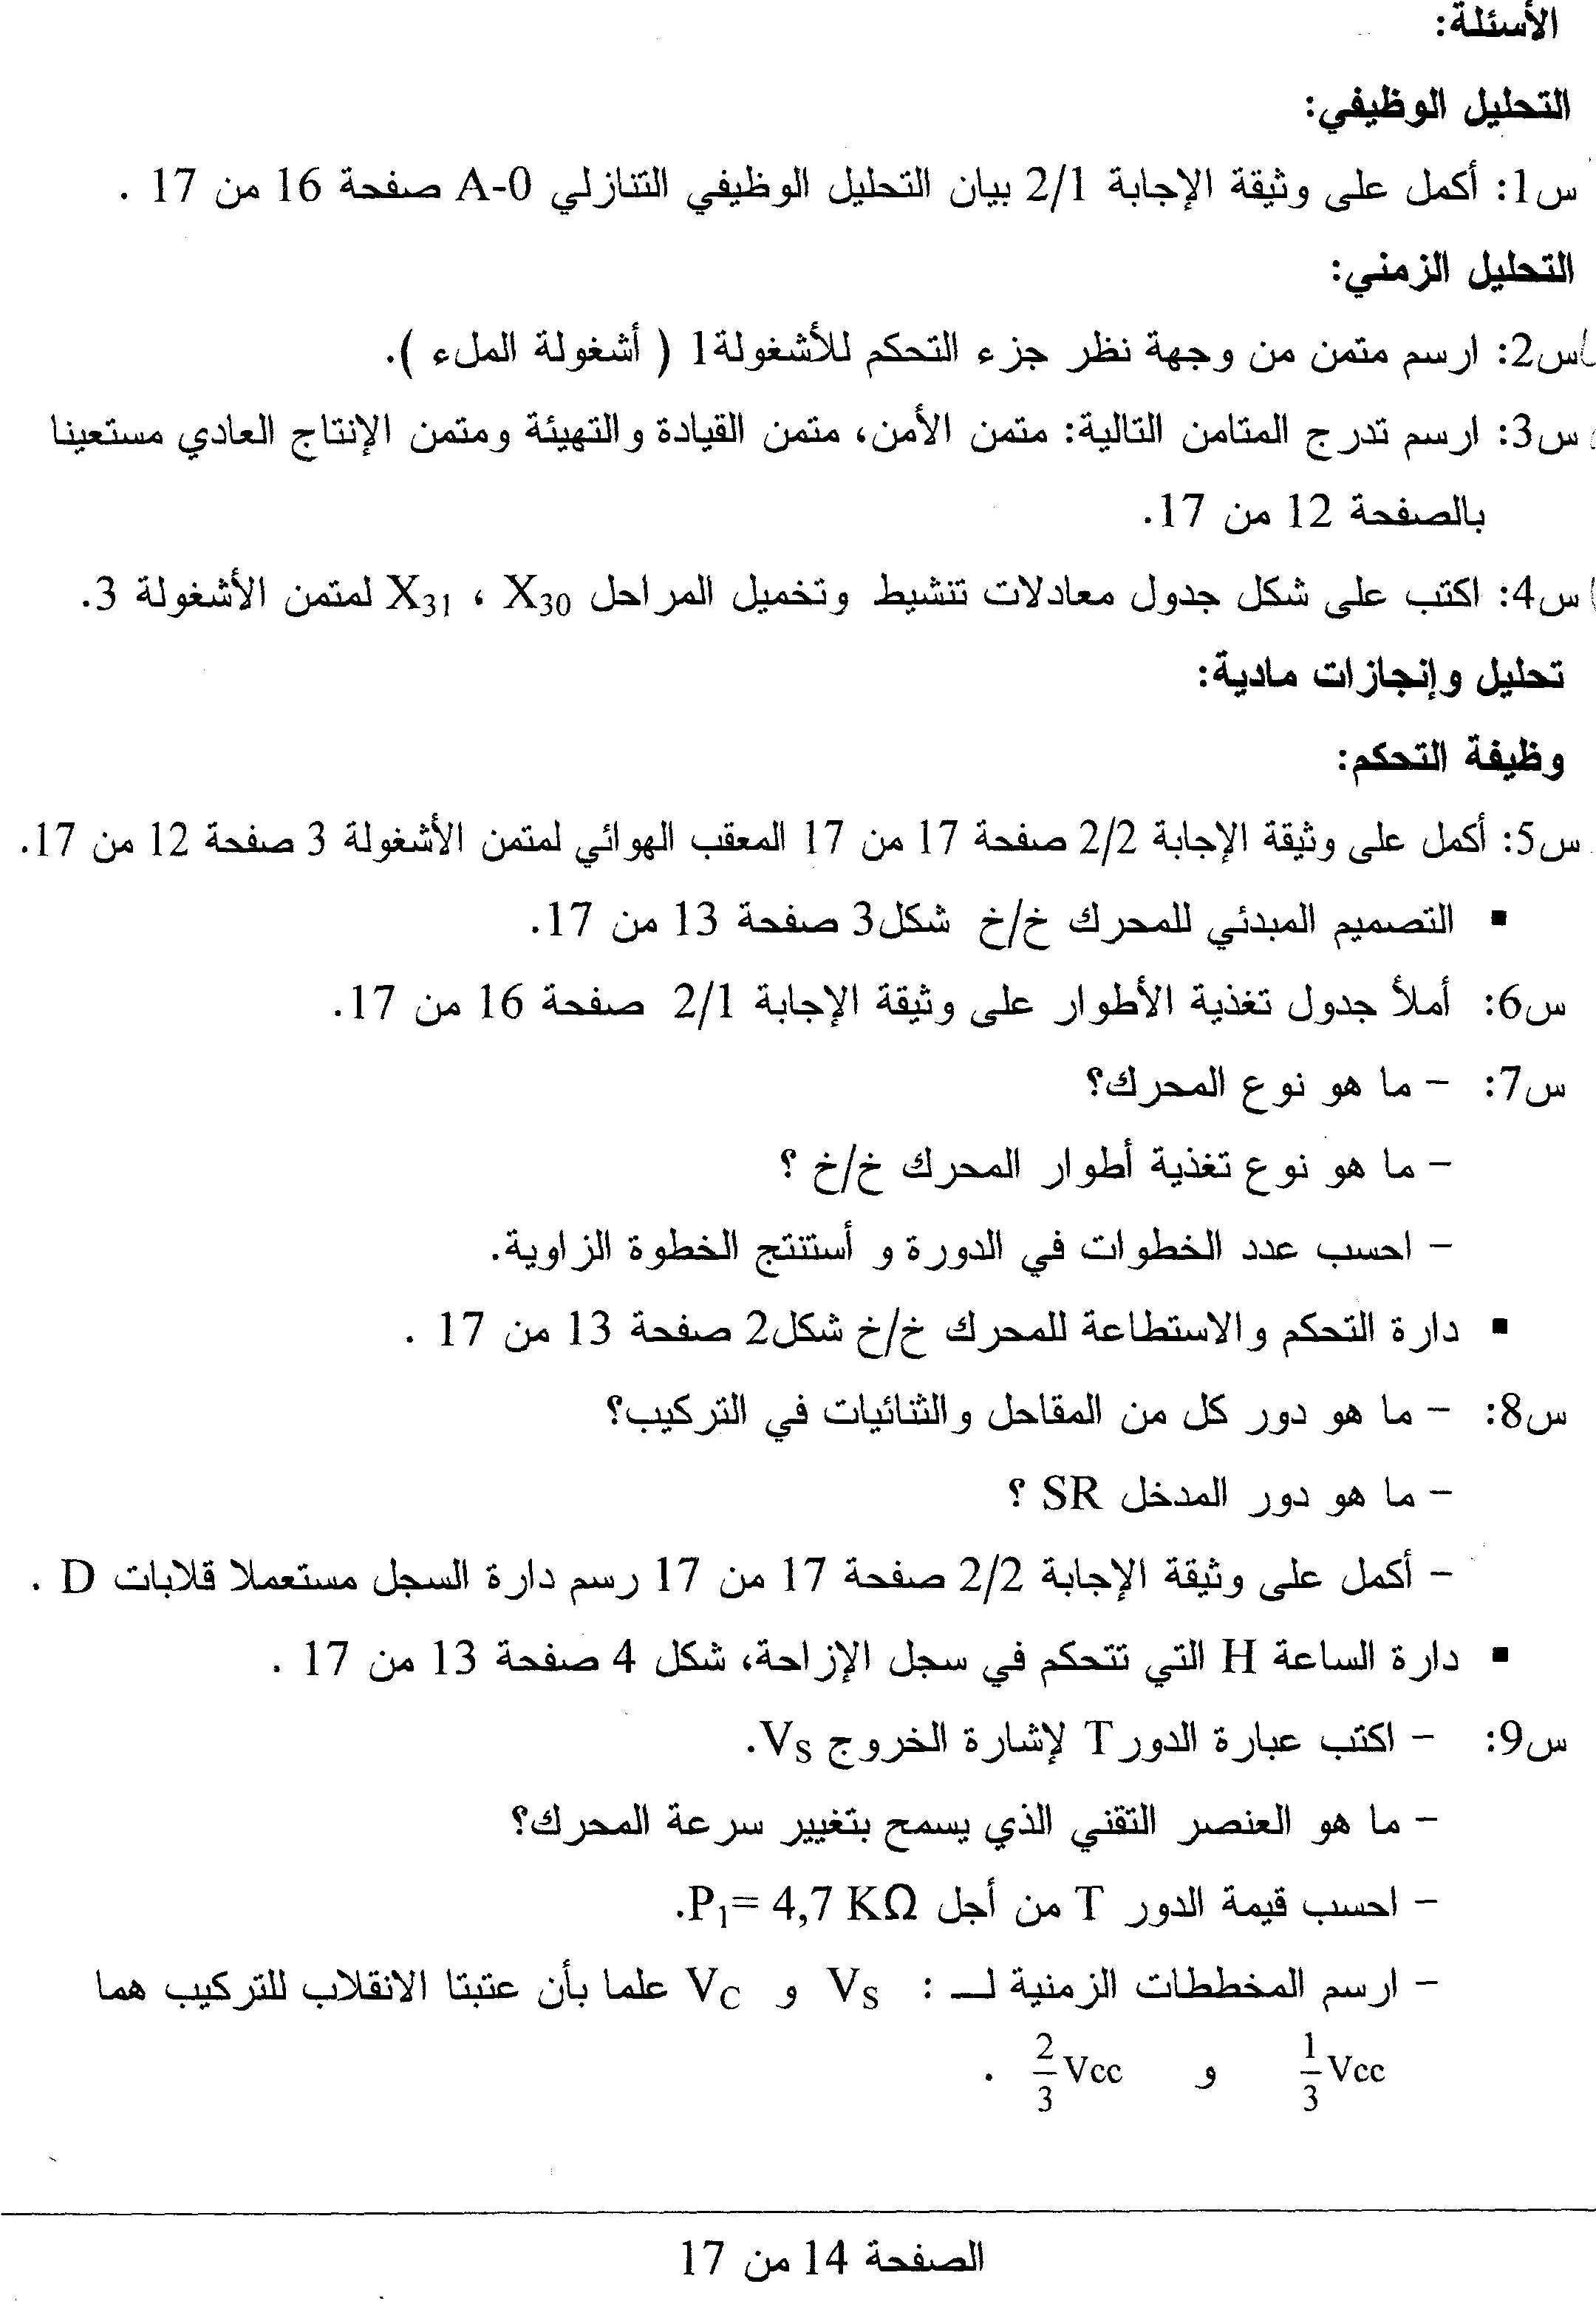 الأسئلة:
التحليل الوظيفي:
س1: أكمل على وثيقة الإجابة 2/1 بيان التحليل الوظيفي التنازلي A-0 صفحة 16 من 17 .
التحليل الزمني:
س2: ارسم متمن من وجهة نظر جزء التحكم للأشغولة1 ( أشغولة الملء ).
س3: ارسم تدرج المتامن التالية: متمن الأمن، متمن القيادة والتهيئة ومتمن الإنتاج العادي مستعينا
بالصفحة 12 من 17.
س4: اكتب على شكل جدول معادلات تنشيط وتخميل المراحل X30 ، X31 لمتمن الأشغولة 3.
تحليل وإنجازات مادية:
وظيفة التحكم:
س5: أكمل على وثيقة الإجابة 2/2 صفحة 17 من 17 المعقب الهوائي لمتمن الأشغولة 3 صفحة 12 من 17.
▪ التصميم المبدئي للمحرك خ/خ شكل3 صفحة 13 من 17.
س6: أملأ جدول تغذية الأطوار على وثيقة الإجابة 2/1 صفحة 16 من 17.
س7: – ما هو نوع المحرك؟
– ما هو نوع تغذية أطوار المحرك خ/خ ؟
– احسب عدد الخطوات في الدورة و أستنتج الخطوة الزاوية.
▪ دارة التحكم والاستطاعة للمحرك خ/خ شكل2 صفحة 13 من 17 .
س8: – ما هو دور كل من المقاحل والثنائيات في التركيب؟
– ما هو دور المدخل SR ؟
– أكمل على وثيقة الإجابة 2/2 صفحة 17 من 17 رسم دارة السجل مستعملا قلابات D .
▪ دارة الساعة H التي تتحكم في سجل الإزاحة، شكل 4 صفحة 13 من 17 .
س9: – اكتب عبارة الدور T لإشارة الخروج VS.
– ما هو العنصر التقني الذي يسمح بتغيير سرعة المحرك؟
– احسب قيمة الدور T من أجل P1= 4,7 KΩ.
– ارسم المخططات الزمنية لـ : VS و VC علما بأن عتبتا الانقلاب للتركيب هما
1/3 Vcc و 2/3 Vcc .
الصفحة 14 من 17